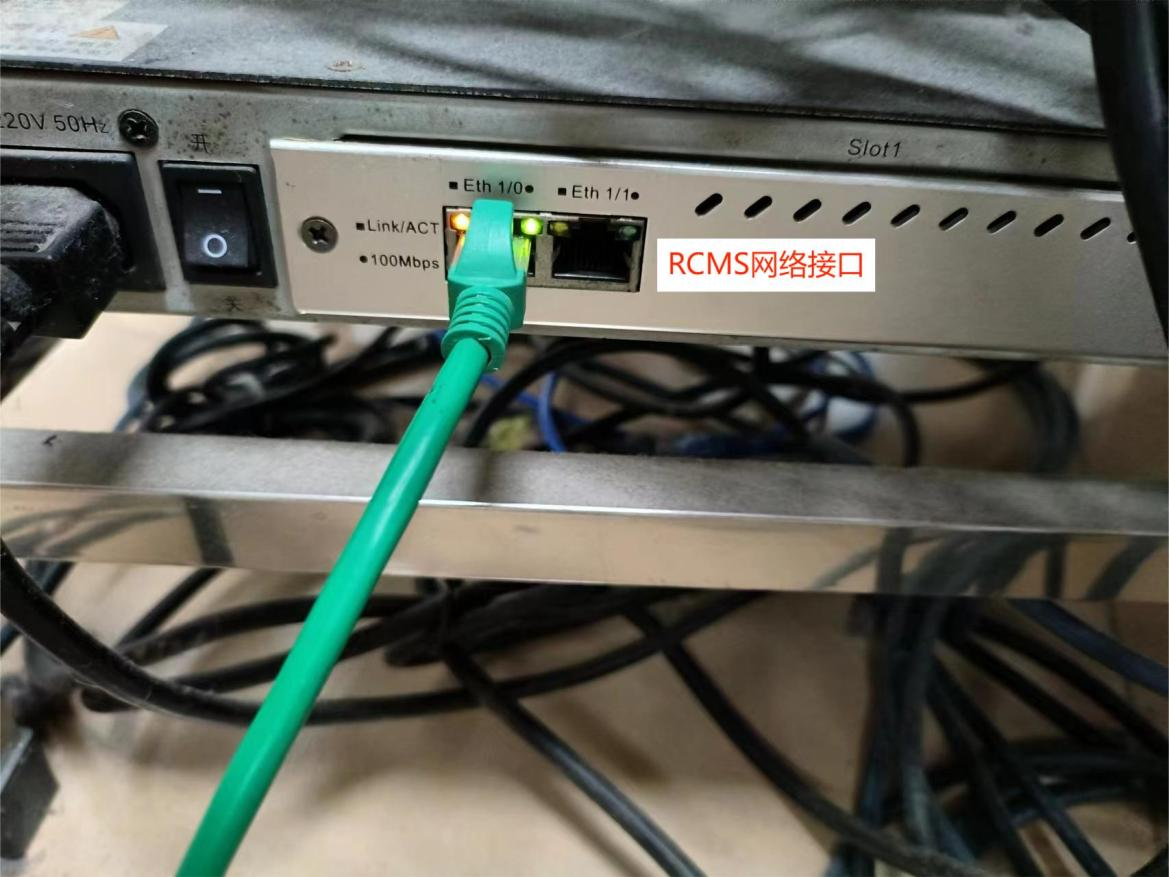 220V 50Hz
开
关
Slot1
■ Eth 1/0●
■ Eth 1/1●
■Link/ACT
●100Mbps
RCMS网络接口